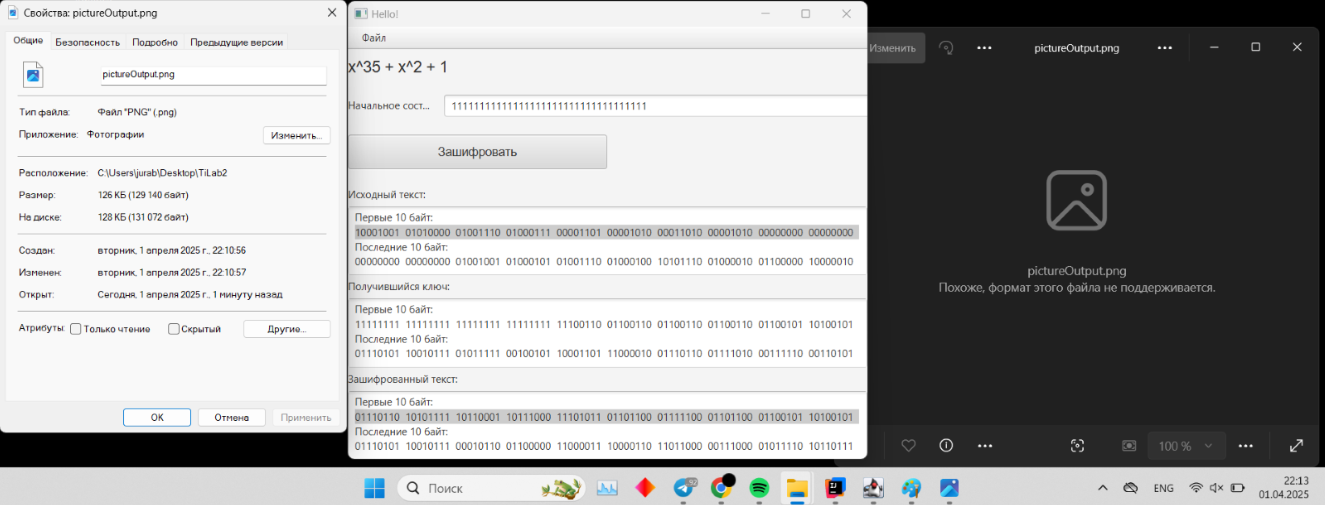 Свойства: pictureOutput.png
Общие
Безопасность
Подробно
Предыдущие версии
pictureOutput.png
Тип файла: Файл "PNG" (.png)
Приложение: Фотографии
Изменить...
Расположение: C:\Users\jurab\Desktop\TiLab2
Размер: 126 КБ (129 140 байт)
На диске: 128 КБ (131 072 байт)
Создан: вторник, 1 апреля 2025 г., 22:10:56
Изменен: вторник, 1 апреля 2025 г., 22:10:57
Открыт: Сегодня, 1 апреля 2025 г., 1 минуту назад
Атрибуты: Только чтение Скрытый Другие...
ОК Отмена Применить
Hello!
Файл
x^35 + x^2 + 1
Начальное сост... 11111111111111111111111111111111111
Зашифровать
Исходный текст:
Первые 10 байт:
10001001 01010000 01001110 01000111 00001101 00001010 00011010 00001010 00000000 00000000
Последние 10 байт:
00000000 00000000 01001001 01000101 01001110 01000100 10101110 01000010 01100000 10000010
Получившийся ключ:
Первые 10 байт:
11111111 11111111 11111111 11111111 11100110 01100110 01100110 01100110 01100101 10100101
Последние 10 байт:
01110101 10010111 01011111 00100101 10001101 11000010 01110110 01111010 00111110 00110101
Зашифрованный текст:
Первые 10 байт:
01110110 10101111 10110001 10111000 11101011 01101100 01111100 01101100 01100101 10100101
Последние 10 байт:
01110101 10010111 00010110 01100000 11000011 10000110 11011000 00111000 01011110 10110111
Изменить
pictureOutput.png
pictureOutput.png
Похоже, формат этого файла не поддерживается.
100 %
Поиск
ENG
22:13
01.04.2025